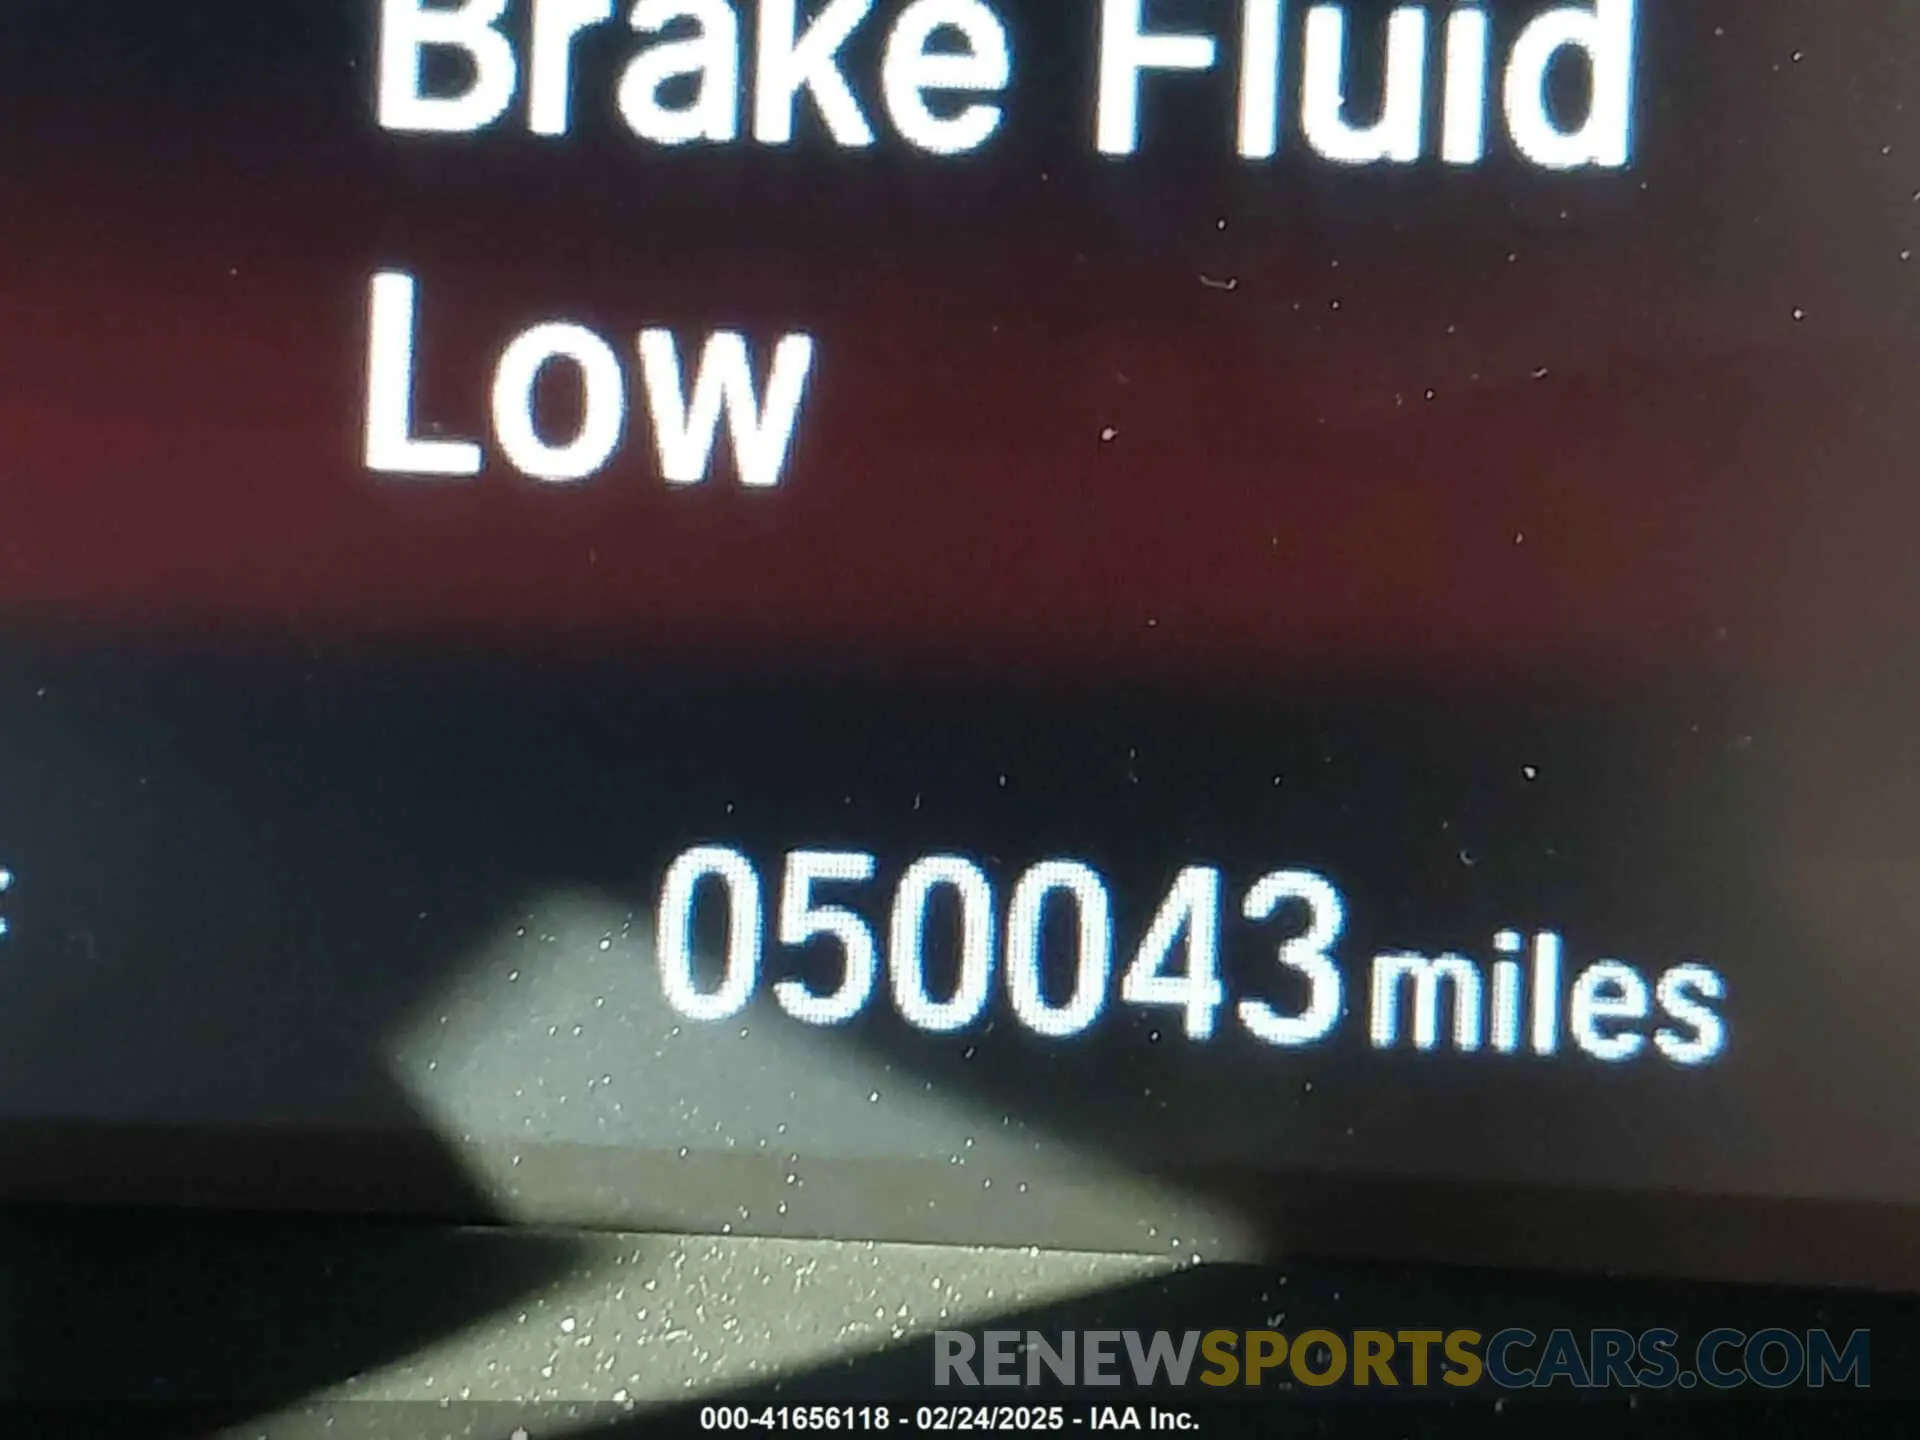 Brake Fluid
Low
050043 miles
RENEWSPORTSCARS.COM
000-41656118 - 02/24/2025 - IAA Inc.